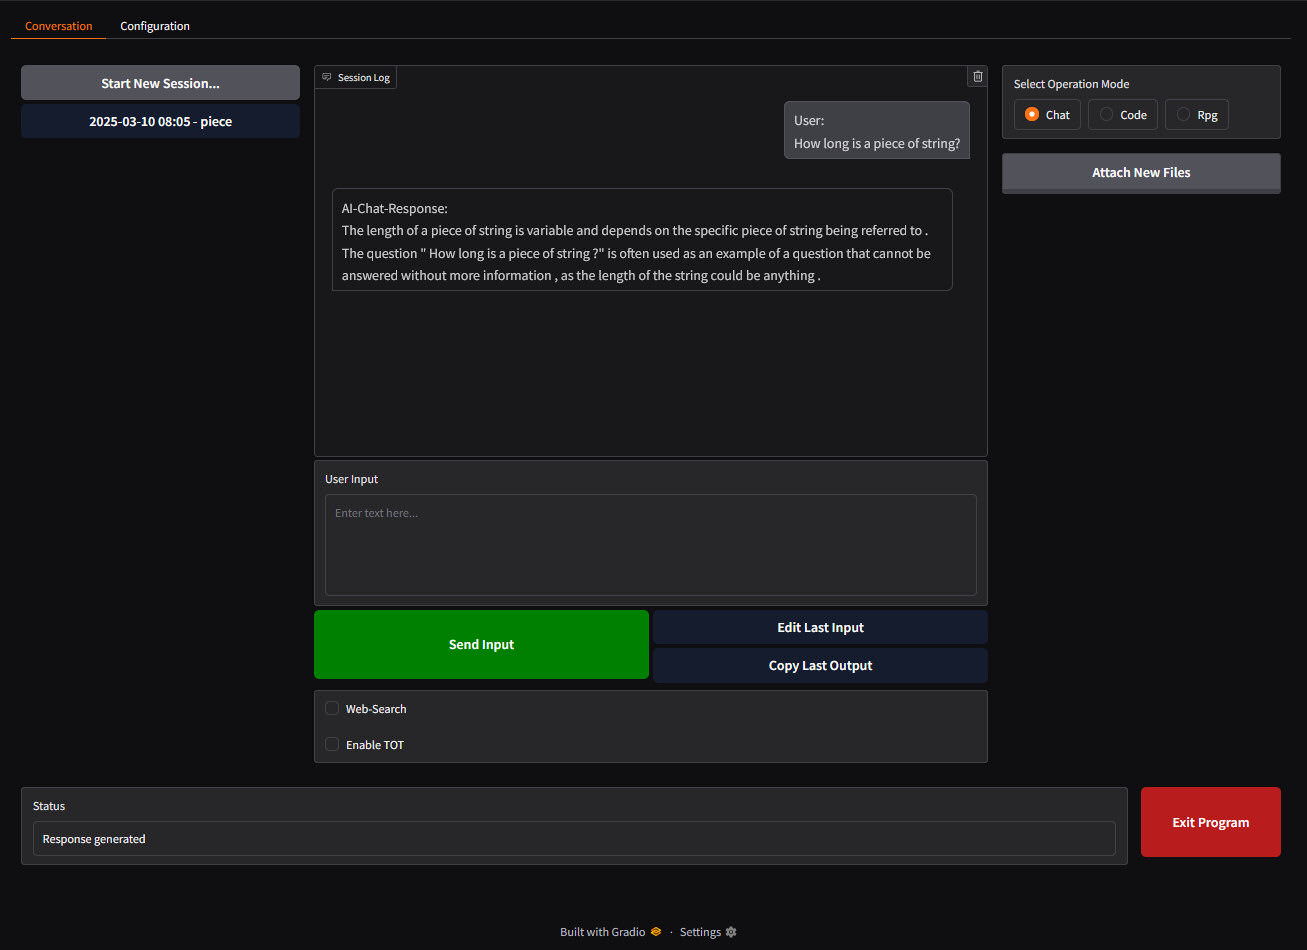 Conversation
Configuration
Start New Session...
2025-03-10 08:05 - piece
Session Log
User:
How long is a piece of string?
AI-Chat-Response:
The length of a piece of string is variable and depends on the specific piece of string being referred to .
The question " How long is a piece of string ?" is often used as an example of a question that cannot be
answered without more information , as the length of the string could be anything .
User Input
Enter text here...
Send Input
Edit Last Input
Copy Last Output
Web-Search
Enable TOT
Select Operation Mode
Chat
Code
Rpg
Attach New Files
Status
Response generated
Exit Program
Built with Gradio · Settings